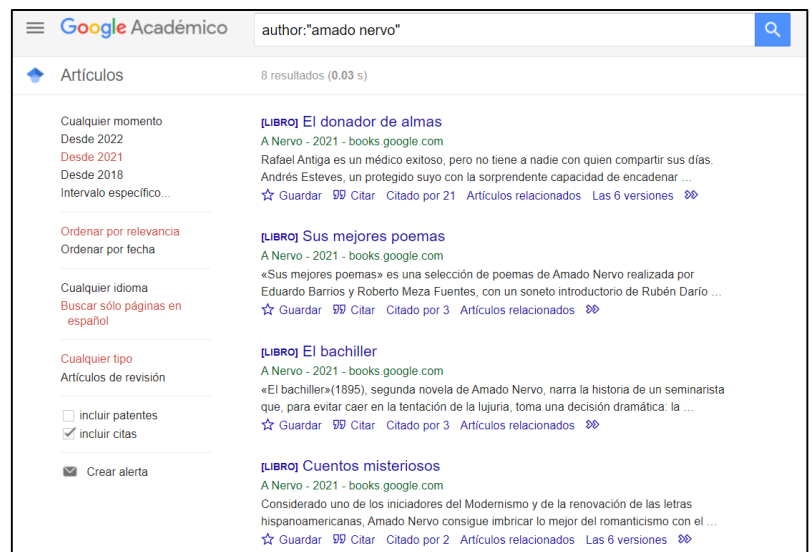 Google Académico
author:"amado nervo"
Artículos
8 resultados (0.03 s)
Cualquier momento
Desde 2022
Desde 2021
Desde 2018
Intervalo específico...
Ordenar por relevancia
Ordenar por fecha
Cualquier idioma
Buscar sólo páginas en
español
Cualquier tipo
Artículos de revisión
incluir patentes
incluir citas
Crear alerta
[LIBRO] El donador de almas
A Nervo - 2021 - books.google.com
Rafael Antiga es un médico exitoso, pero no tiene a nadie con quien compartir sus días.
Andrés Esteves, un protegido suyo con la sorprendente capacidad de encadenar ...
Guardar Citar Citado por 21 Artículos relacionados Las 6 versiones
[LIBRO] Sus mejores poemas
A Nervo - 2021 - books.google.com
«Sus mejores poemas» es una selección de poemas de Amado Nervo realizada por
Eduardo Barrios y Roberto Meza Fuentes, con un soneto introductorio de Rubén Darío ...
Guardar Citar Citado por 3 Artículos relacionados
[LIBRO] El bachiller
A Nervo - 2021 - books.google.com
«El bachiller»(1895), segunda novela de Amado Nervo, narra la historia de un seminarista
que, para evitar caer en la tentación de la lujuria, toma una decisión dramática: la ...
Guardar Citar Citado por 3 Artículos relacionados
[LIBRO] Cuentos misteriosos
A Nervo - 2021 - books.google.com
Considerado uno de los iniciadores del Modernismo y de la renovación de las letras
hispanoamericanas, Amado Nervo consigue imbricar lo mejor del romanticismo con el ...
Guardar Citar Citado por 2 Artículos relacionados Las 6 versiones